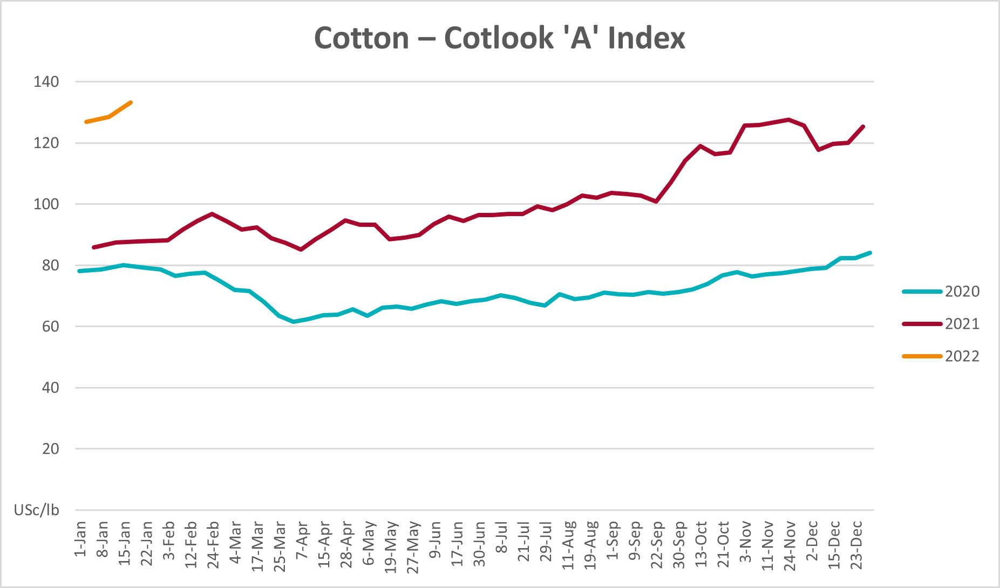 Cotton – Cotlook 'A' Index
140
120
100
80
60
40
20
USc/lb
1-Jan
8-Jan
15-Jan
22-Jan
3-Feb
12-Feb
24-Feb
4-Mar
17-Mar
25-Mar
7-Apr
15-Apr
28-Apr
6-May
19-May
27-May
9-Jun
17-Jun
30-Jun
8-Jul
21-Jul
29-Jul
11-Aug
19-Aug
1-Sep
9-Sep
22-Sep
30-Sep
13-Oct
21-Oct
3-Nov
11-Nov
24-Nov
2-Dec
15-Dec
23-Dec
2020
2021
2022